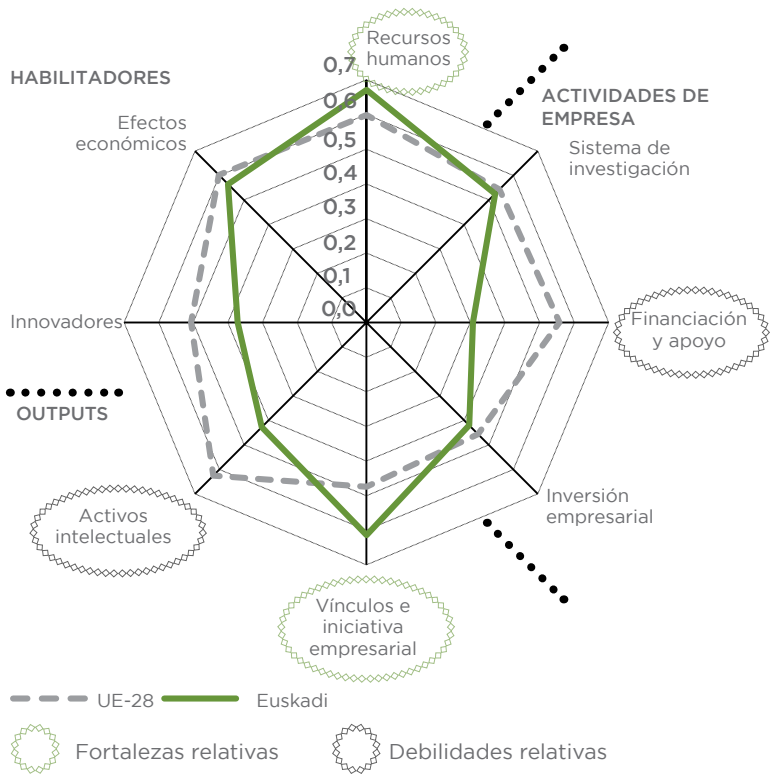 Recursos
humanos
HABILITADORES
ACTIVIDADES DE
EMPRESA
Efectos
económicos
Sistema de
investigación
0,7
0,6
0,5
0,4
0,3
0,2
0,1
0,0
Innovadores
Financiación
y apoyo
OUTPUTS
Activos
intelectuales
Inversión
empresarial
Vínculos e
iniciativa
empresarial
UE-28
Euskadi
Fortalezas relativas
Debilidades relativas